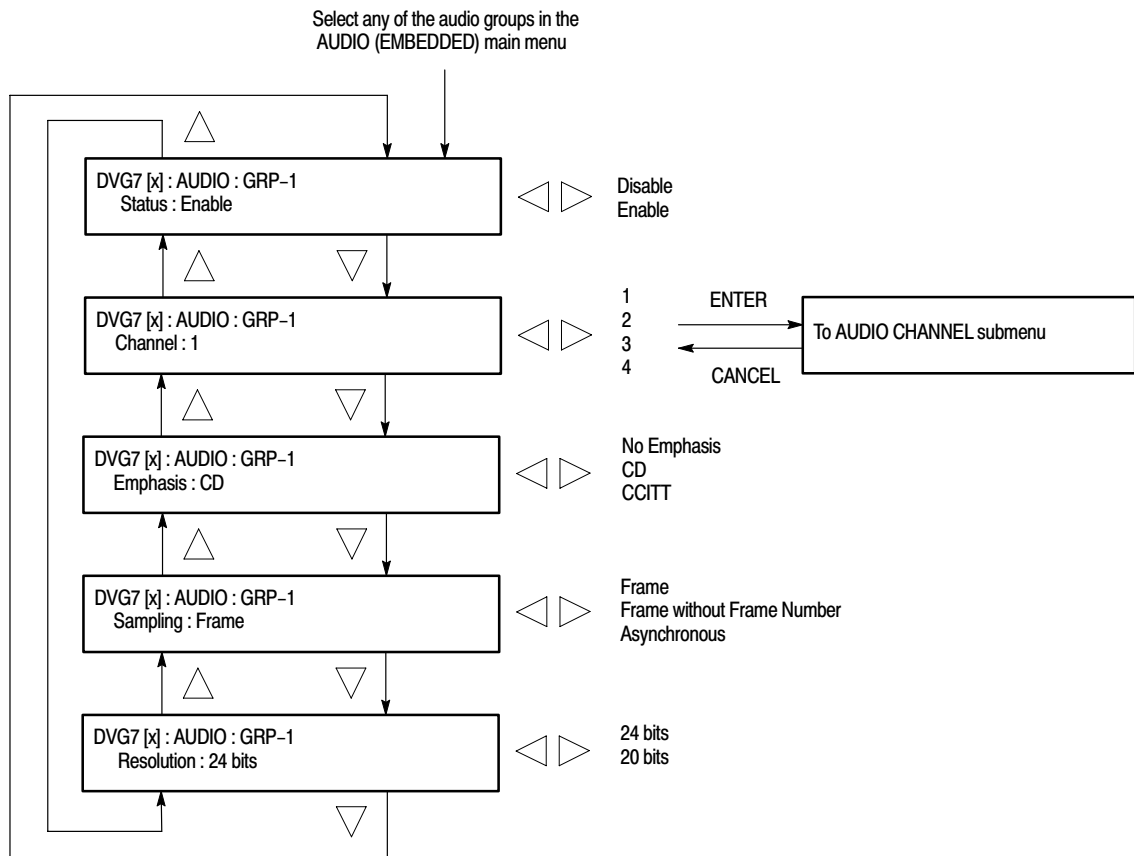 Select any of the audio groups in the
AUDIO (EMBEDDED) main menu
DVG7 [x] : AUDIO : GRP–1
Status : Enable
Disable
Enable
DVG7 [x] : AUDIO : GRP–1
Channel : 1
1
2
3
4
ENTER
CANCEL
To AUDIO CHANNEL submenu
DVG7 [x] : AUDIO : GRP–1
Emphasis : CD
No Emphasis
CD
CCITT
DVG7 [x] : AUDIO : GRP–1
Sampling : Frame
Frame
Frame without Frame Number
Asynchronous
DVG7 [x] : AUDIO : GRP–1
Resolution : 24 bits
24 bits
20 bits